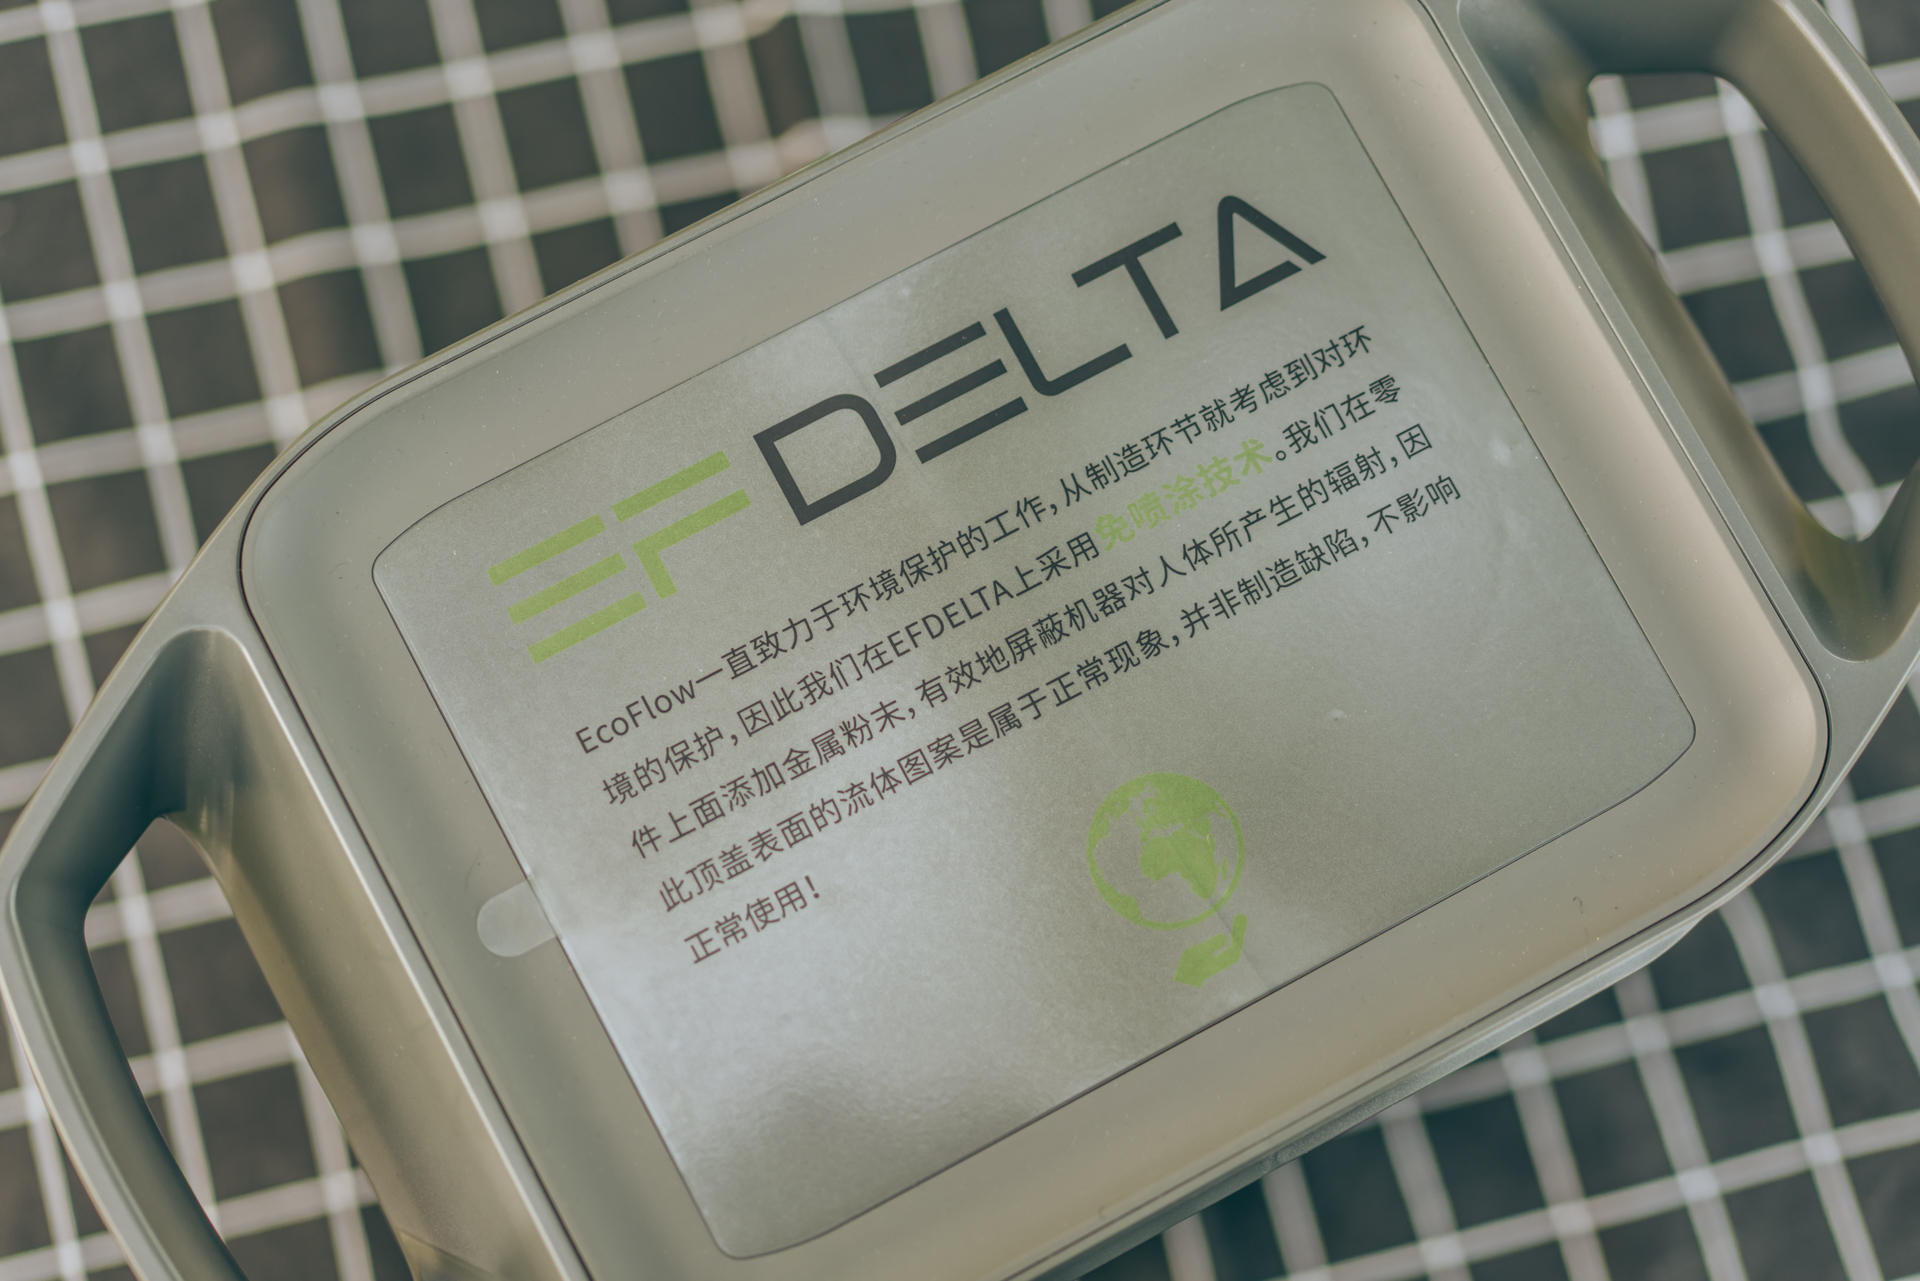 EF DELTA
EcoFlow一直致力于环境保护的工作，从制造环节就考虑到对环
境的保护，因此我们在EFDELTA上采用免喷涂技术。我们在零
件上面添加金属粉末，有效地屏蔽机器对人体所产生的辐射，因
此顶盖表面的流体图案是属于正常现象，并非制造缺陷，不影响
正常使用！